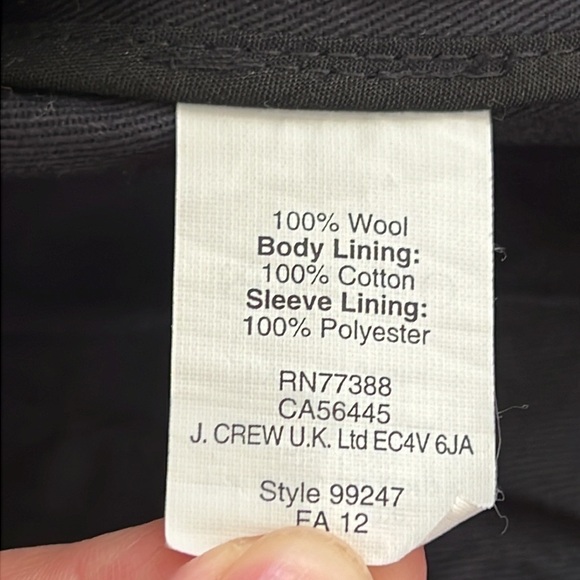 100% Wool
Body Lining:
100% Cotton
Sleeve Lining:
100% Polyester
RN77388
CA56445
J. CREW U.K. Ltd EC4V 6JA
Style 99247
FA 12